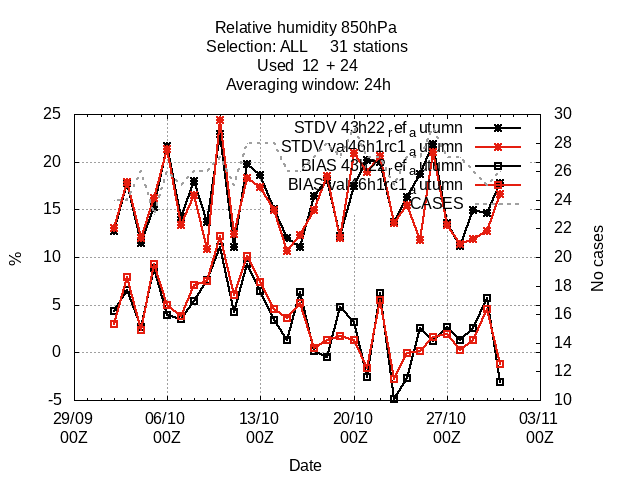 Relative humidity 850hPa
Selection: ALL 31 stations
Used 12 + 24
Averaging window: 24h
25
20
15
10
5
0
-5
30
28
26
24
22
20
18
16
14
12
10
%
No cases
STDV 43h22_ref_autumn
STDV val46h1rc1_autumn
BIAS 43h22_ref_autumn
BIAS val46h1rc1_autumn
CASES
29/09 06/10 13/10 20/10 27/10 03/11
00Z 00Z 00Z 00Z 00Z 00Z
Date